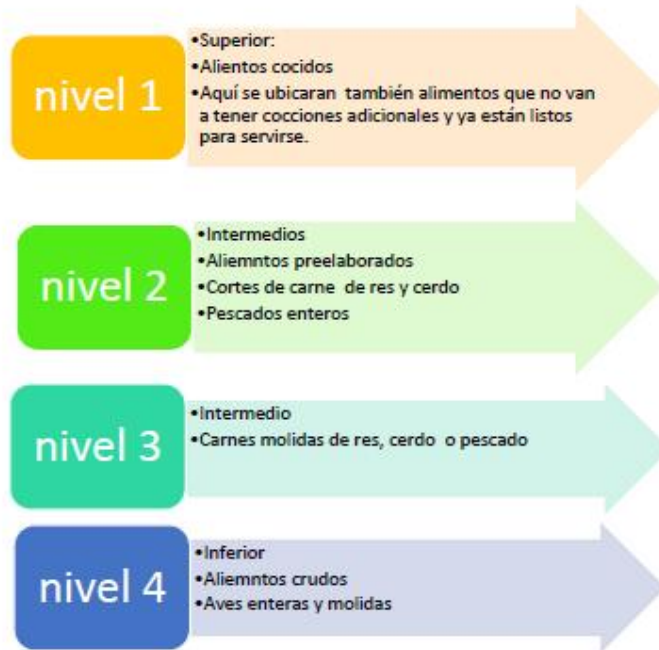 nivel 1
•Superior:
•Alientos cocidos
•Aquí se ubicaran también alimentos que no van
a tener cocciones adicionales y ya están listos
para servirse.
nivel 2
•Intermedios
•Aliemntos preelaborados
•Cortes de carne de res y cerdo
•Pescados enteros
nivel 3
•Intermedio
•Carnes molidas de res, cerdo o pescado
nivel 4
•Inferior
•Aliemntos crudos
•Aves enteras y molidas